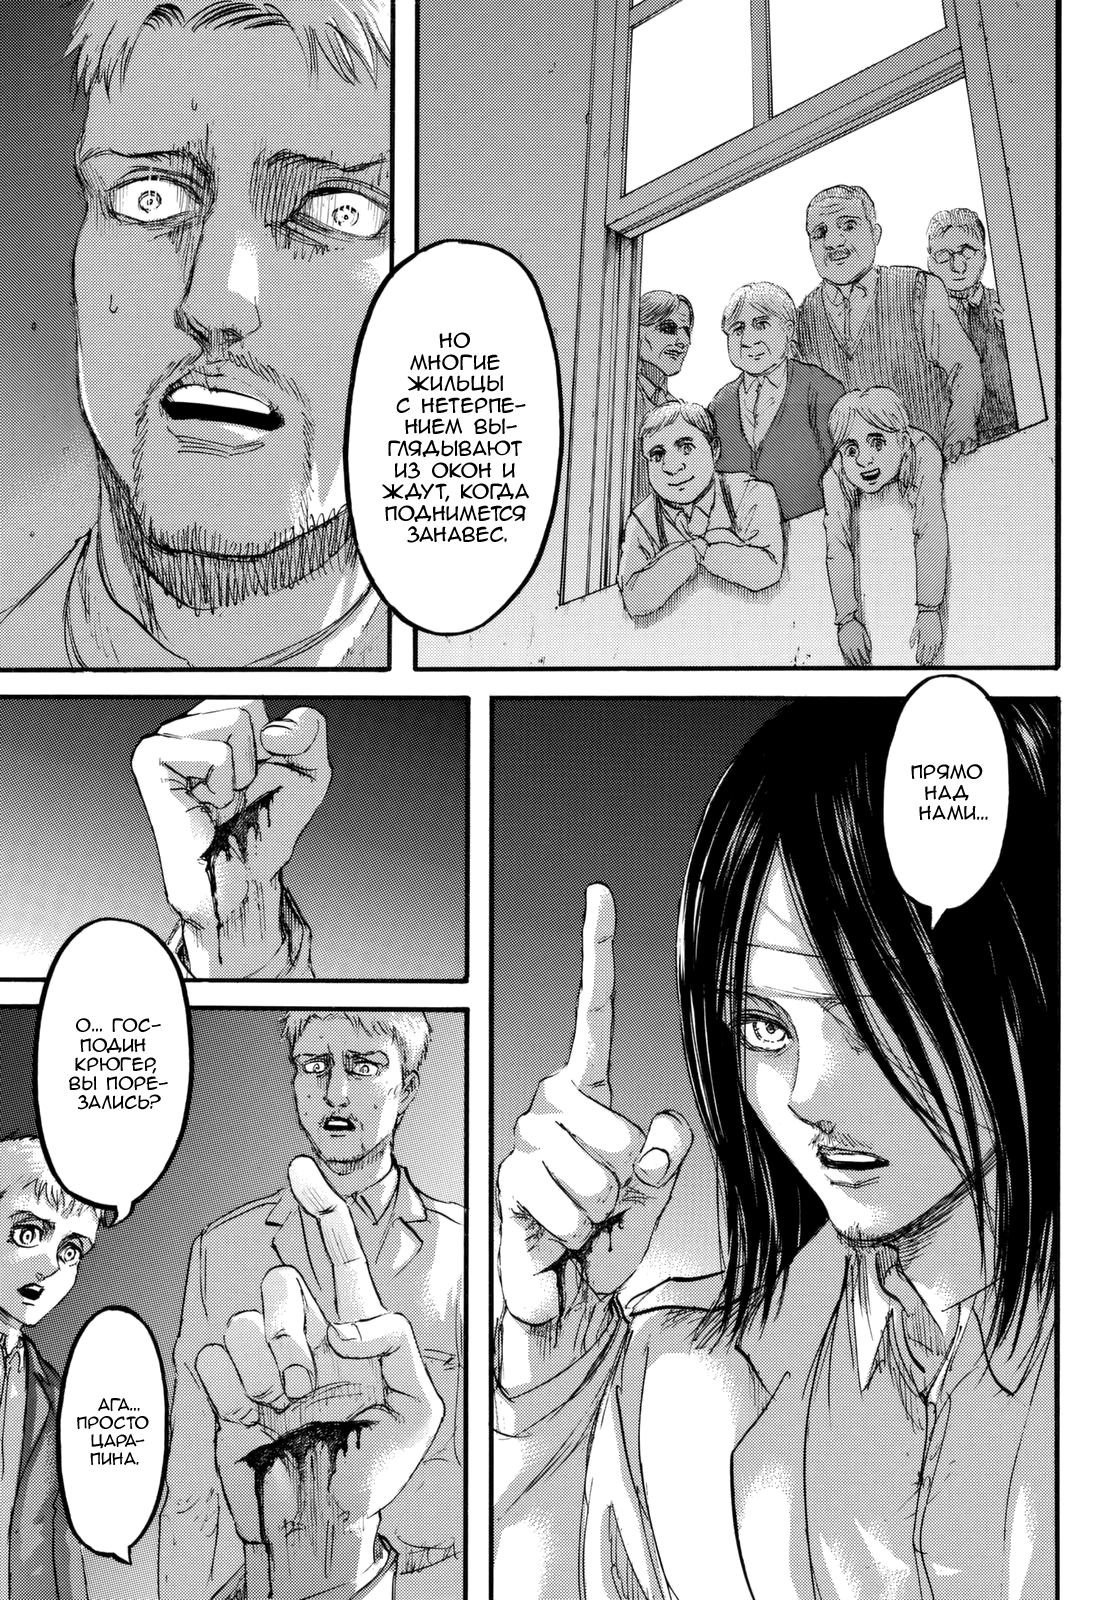 НО
МНОГИЕ
ЖИЛЬЦЫ
С НЕТЕРПЕ-
НИЕМ ВЫ-
ГЛЯДЫВАЮТ
ИЗ ОКОН И
ЖДУТ, КОГДА
ПОДНИМЕТСЯ
ЗАНАВЕС.
ПРЯМО
НАД
НАМИ...
О... ГОС-
ПОДИН
КРЮГЕР,
ВЫ ПОРЕ-
ЗАЛИСЬ?
АГА...
ПРОСТО
ЦАРА-
ПИНА.